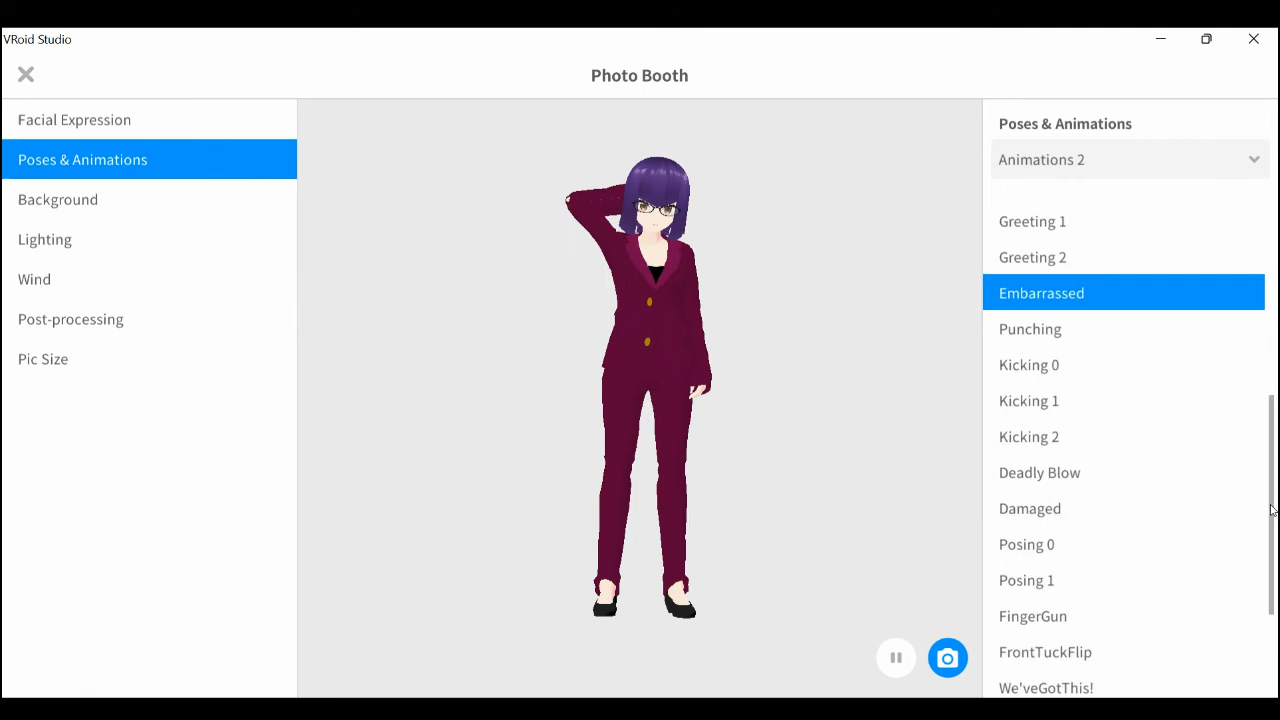 VRoid Studio
Photo Booth
Facial Expression
Poses & Animations
Background
Lighting
Wind
Post-processing
Pic Size
Poses & Animations
Animations 2
Greeting 1
Greeting 2
Embarrassed
Punching
Kicking 0
Kicking 1
Kicking 2
Deadly Blow
Damaged
Posing 0
Posing 1
FingerGun
FrontTuckFlip
We'veGotThis!